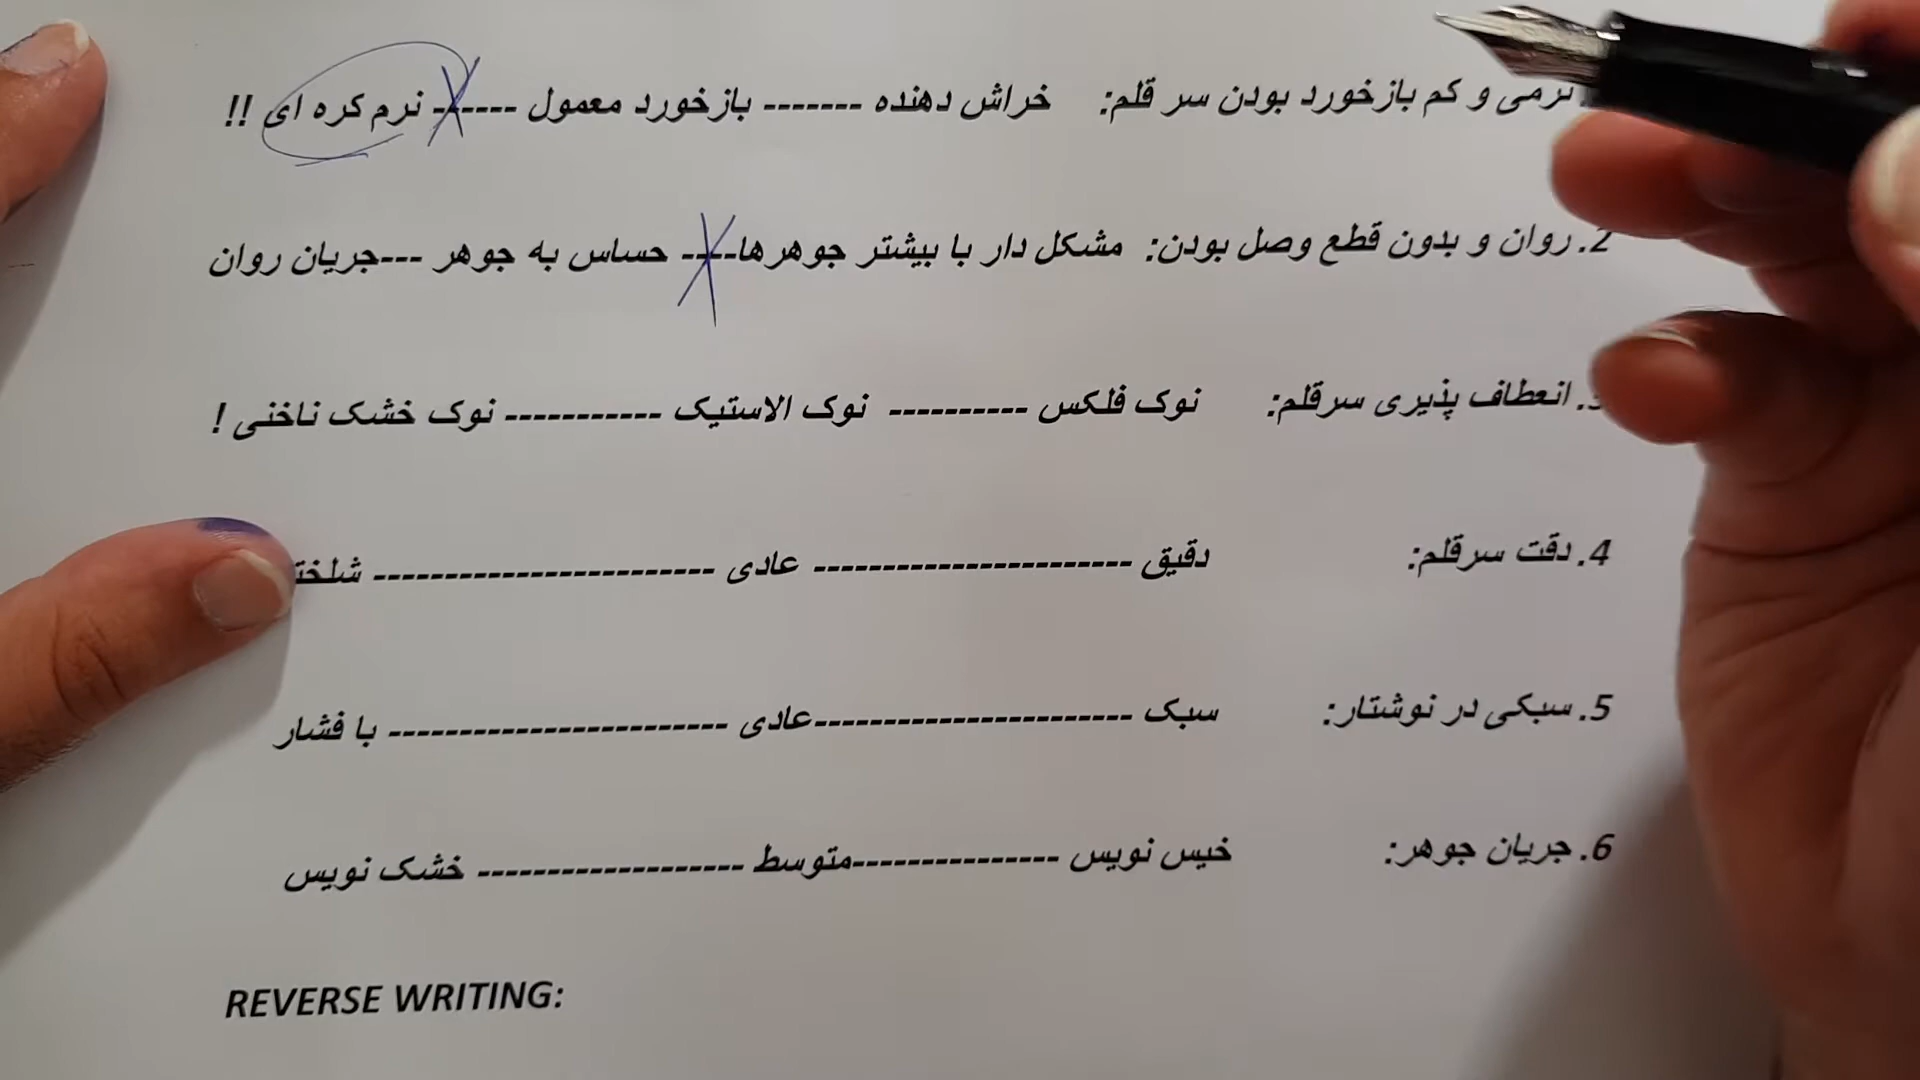 نرمی و کم بازخورد بودن سر قلم: خراش دهنده ------- بازخورد معمول ------ نرم کره ای !!
2. روان و بدون قطع وصل بودن: مشکل دار با بیشتر جوهرها---- حساس به جوهر ---جریان روان
3. انعطاف پذیری سرقلم: نوک فلکس ---------- نوک الاستیک ----------- نوک خشک ناخنی !
4. دقت سرقلم: دقیق ----------------------- عادی ------------------------
5. سبکی در نوشتار: سبک -----------------------عادی ------------------------ با فشار
6. جریان جوهر: خیس نویس ---------------متوسط ------------------- خشک نویس
REVERSE WRITING: